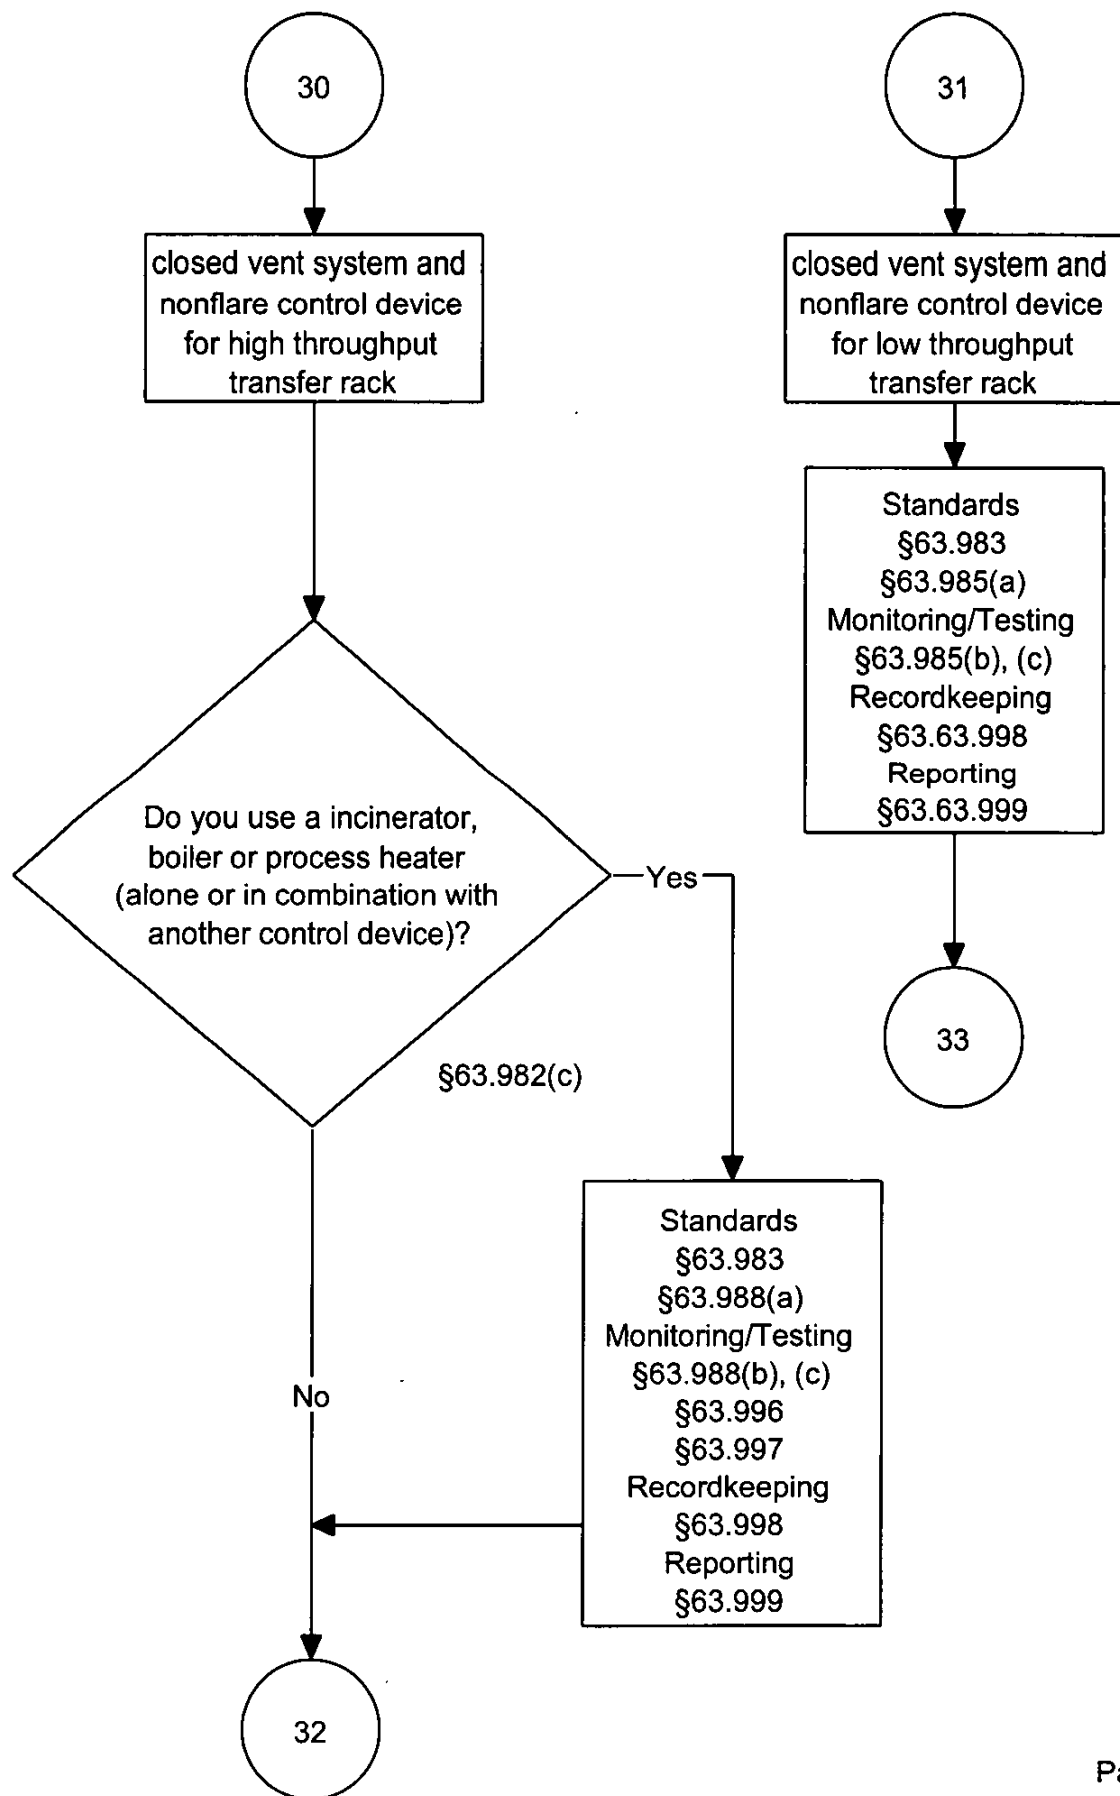 30
closed vent system and
nonflare control device
for high throughput
transfer rack
Do you use a incinerator,
boiler or process heater
(alone or in combination with
another control device)?
Yes
§63.982(c)
No
Standards
§63.983
§63.988(a)
Monitoring/Testing
§63.988(b), (c)
§63.996
§63.997
Recordkeeping
§63.998
Reporting
§63.999
32
31
closed vent system and
nonflare control device
for low throughput
transfer rack
Standards
§63.983
§63.985(a)
Monitoring/Testing
§63.985(b), (c)
Recordkeeping
§63.63.998
Reporting
§63.63.999
33